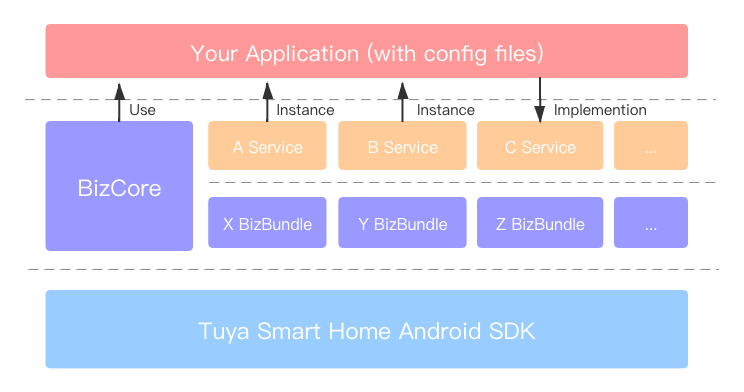 Your Application (with config files)
Use
Instance
Instance
Implemention
BizCore
A Service
B Service
C Service
...
X BizBundle
Y BizBundle
Z BizBundle
...
Tuya Smart Home Android SDK